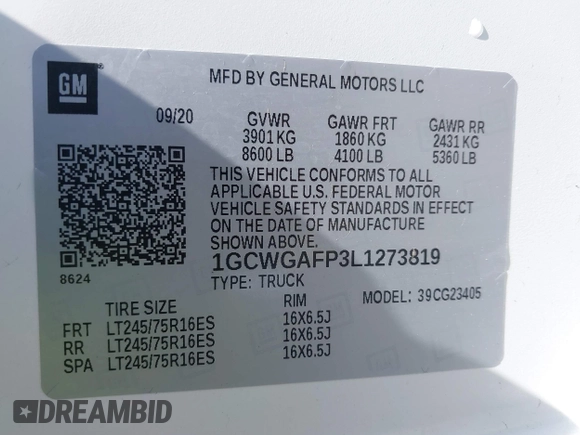 GM
MFD BY GENERAL MOTORS LLC
09/20 GVWR GAWR FRT GAWR RR
3901 KG 1860 KG 2431 KG
8600 LB 4100 LB 5360 LB
THIS VEHICLE CONFORMS TO ALL
APPLICABLE U.S. FEDERAL MOTOR
VEHICLE SAFETY STANDARDS IN EFFECT
ON THE DATE OF MANUFACTURE
SHOWN ABOVE.
8624
1GCWGAFP3L1273819
TYPE: TRUCK MODEL: 39CG23405
TIRE SIZE RIM
FRT LT245/75R16ES 16X6.5J
RR LT245/75R16ES 16X6.5J
SPA LT245/75R16ES 16X6.5J
DREAMBID